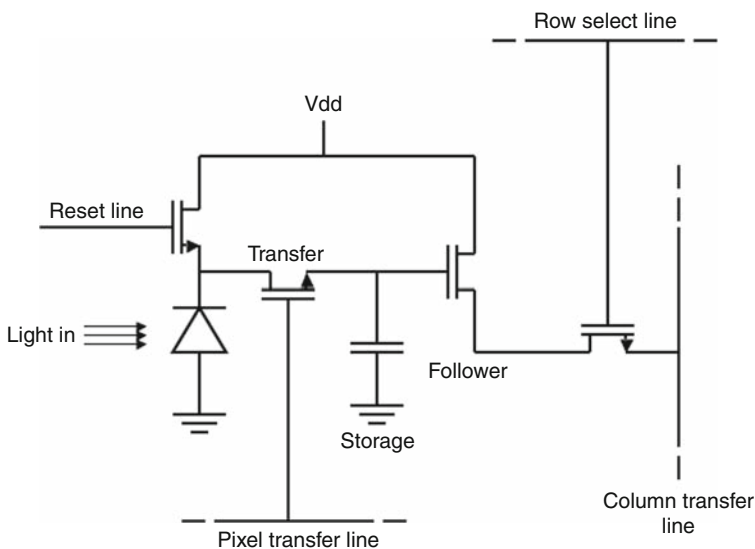 Row select line
Vdd
Reset line
Transfer
Light in
Follower
Storage
Column transfer
line
Pixel transfer line